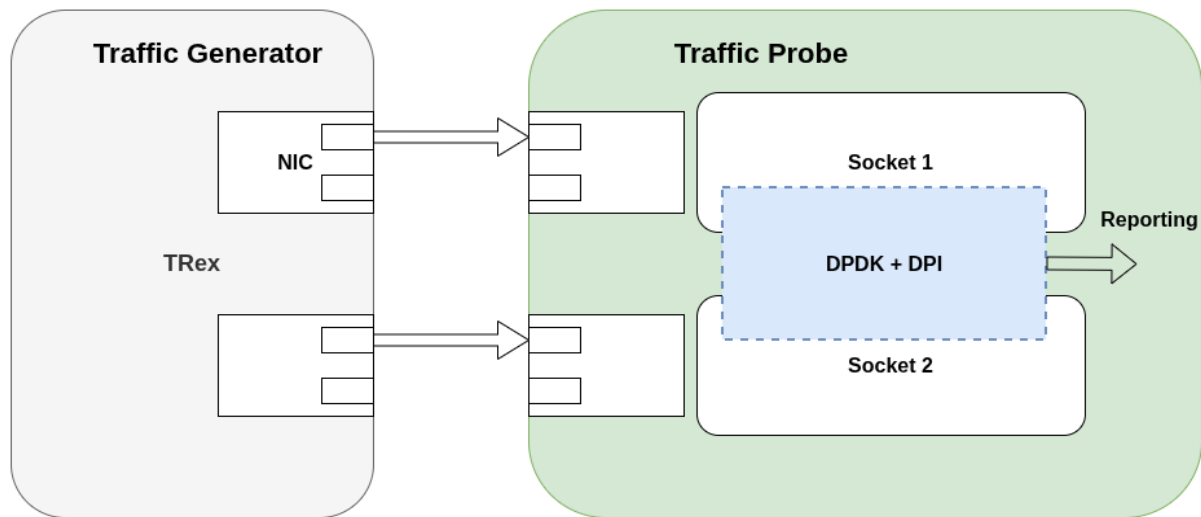 Traffic Generator
NIC
TRex
Traffic Probe
Socket 1
DPDK + DPI
Socket 2
Reporting